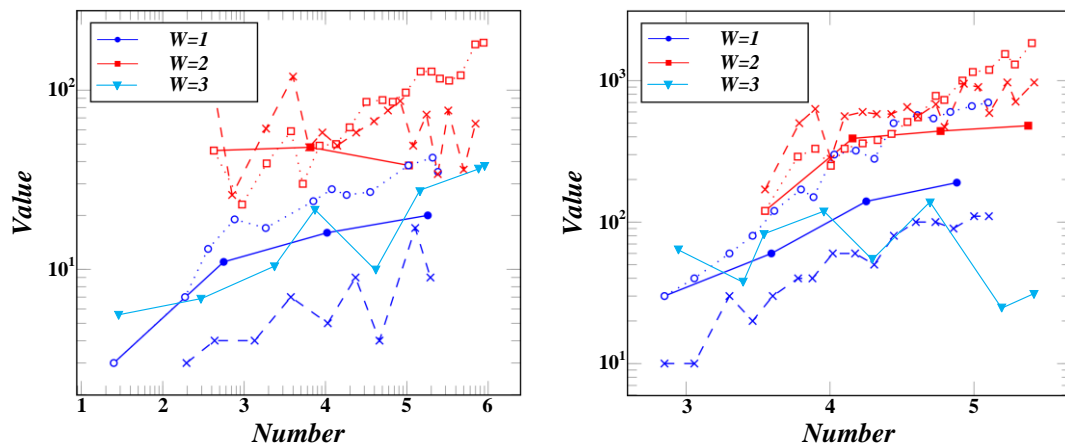 W=1
W=2
W=3
10²
10¹
Value
1 2 3 4 5 6
Number
W=1
W=2
W=3
10³
10²
10¹
Value
3 4 5
Number